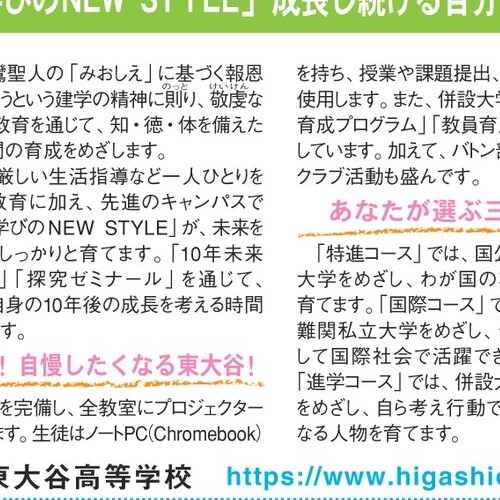 びのNEW STYLE」成長し続ける自分
鸞聖人の「みおしえ」に基づく報恩
うという建学の精神に則り、敬虔な
のっと けいけん
教育を通じて、知・徳・体を備えた
間の育成をめざします。
厳しい生活指導など一人ひとりを
教育に加え、先進のキャンパスで
学びのNEW STYLE」が、未来を
しっかりと育てます。「10年未来
」「探究ゼミナール」を通じて、
自身の10年後の成長を考える時間
す。
！自慢したくなる東大谷！
を完備し、全教室にプロジェクター
ます。生徒はノートPC(Chromebook)
を持ち、授業や課題提出、
使用します。また、併設大学
育成プログラム」「教員育
しています。加えて、バトン部
クラブ活動も盛んです。
あなたが選ぶ三
「特進コース」では、国公
大学をめざし、わが国の
育てます。「国際コース」で
難関私立大学をめざし、
して国際社会で活躍でき
「進学コース」では、併設大
をめざし、自ら考え行動で
なる人物を育てます。
東大谷高等学校 https://www.higashi